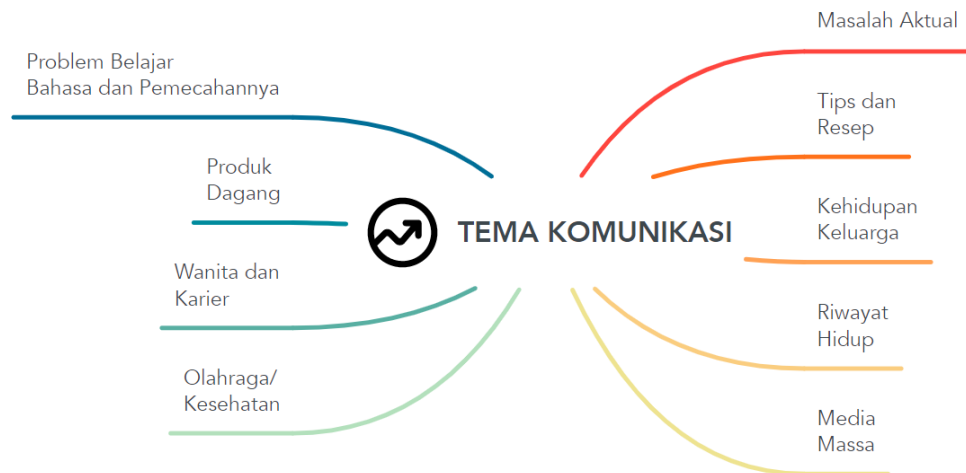 Masalah Aktual
Problem Belajar
Bahasa dan Pemecahannya
Tips dan
Resep
Produk
Dagang
Kehidupan
Keluarga
TEMA KOMUNIKASI
Wanita dan
Karier
Riwayat
Hidup
Olahraga/
Kesehatan
Media
Massa